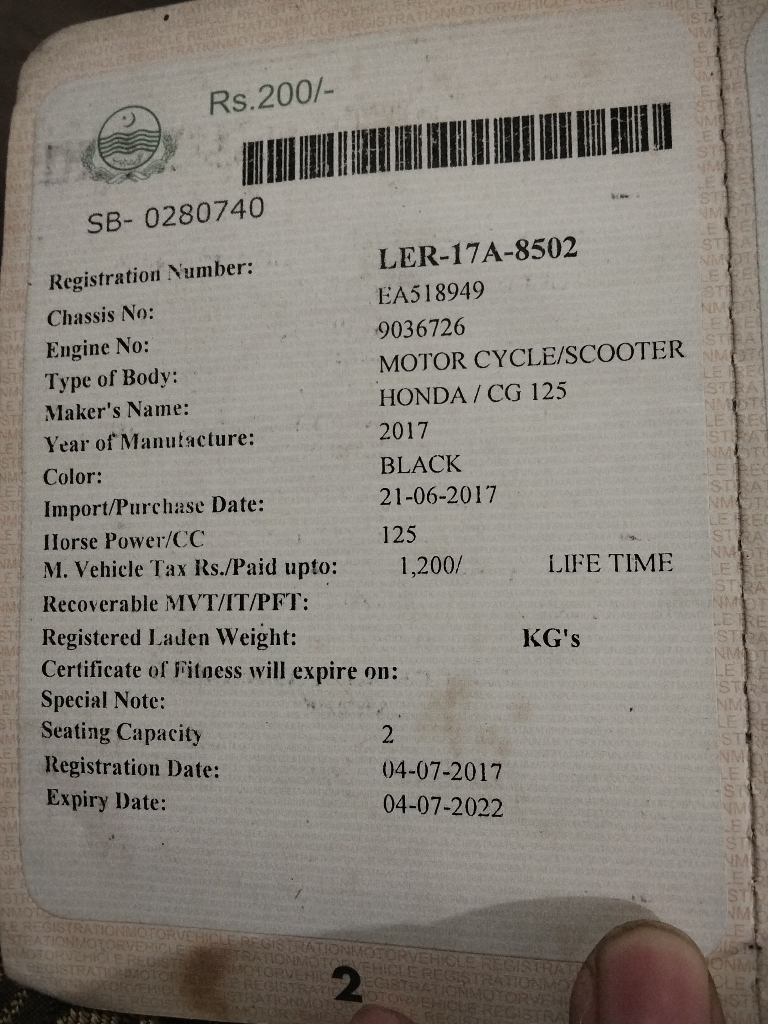 Rs.200/-
SB- 0280740
Registration Number: LER-17A-8502
Chassis No: EA518949
Engine No: 9036726
Type of Body: MOTOR CYCLE/SCOOTER
Maker's Name: HONDA / CG 125
Year of Manufacture: 2017
Color: BLACK
Import/Purchase Date: 21-06-2017
Horse Power/CC 125
M. Vehicle Tax Rs./Paid upto: 1,200/ LIFE TIME
Recoverable MVT/IT/PFT:
Registered Laden Weight: KG's
Certificate of Fitness will expire on:
Special Note:
Seating Capacity 2
Registration Date: 04-07-2017
Expiry Date: 04-07-2022
2